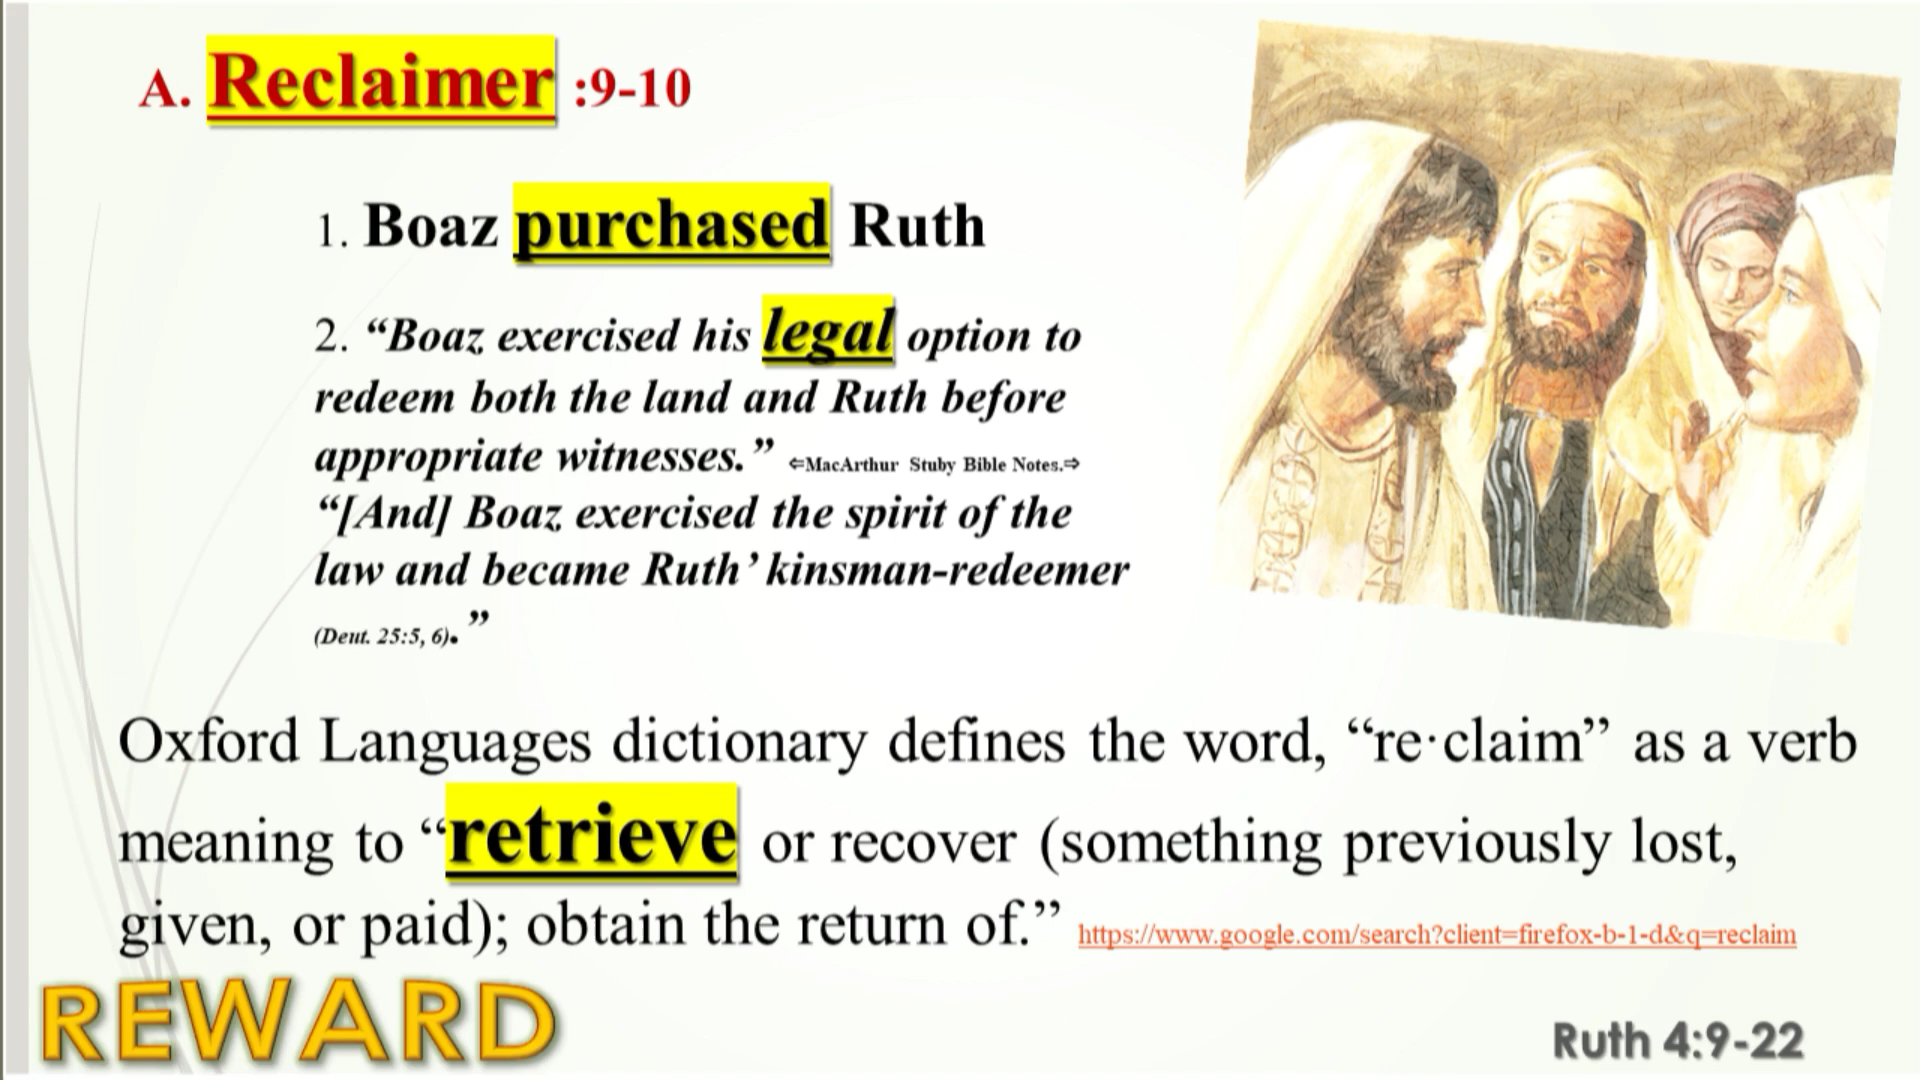 A. Reclaimer :9-10
1. Boaz purchased Ruth
2. “Boaz exercised his legal option to
redeem both the land and Ruth before
appropriate witnesses.” ⇐MacArthur Stuby Bible Notes.⇒
“[And] Boaz exercised the spirit of the
law and became Ruth’ kinsman-redeemer
(Deut. 25:5, 6).”
Oxford Languages dictionary defines the word, “re·claim” as a verb
meaning to “retrieve or recover (something previously lost,
given, or paid); obtain the return of.” https://www.google.com/search?client=firefox-b-1-d&q=reclaim
REWARD
Ruth 4:9-22